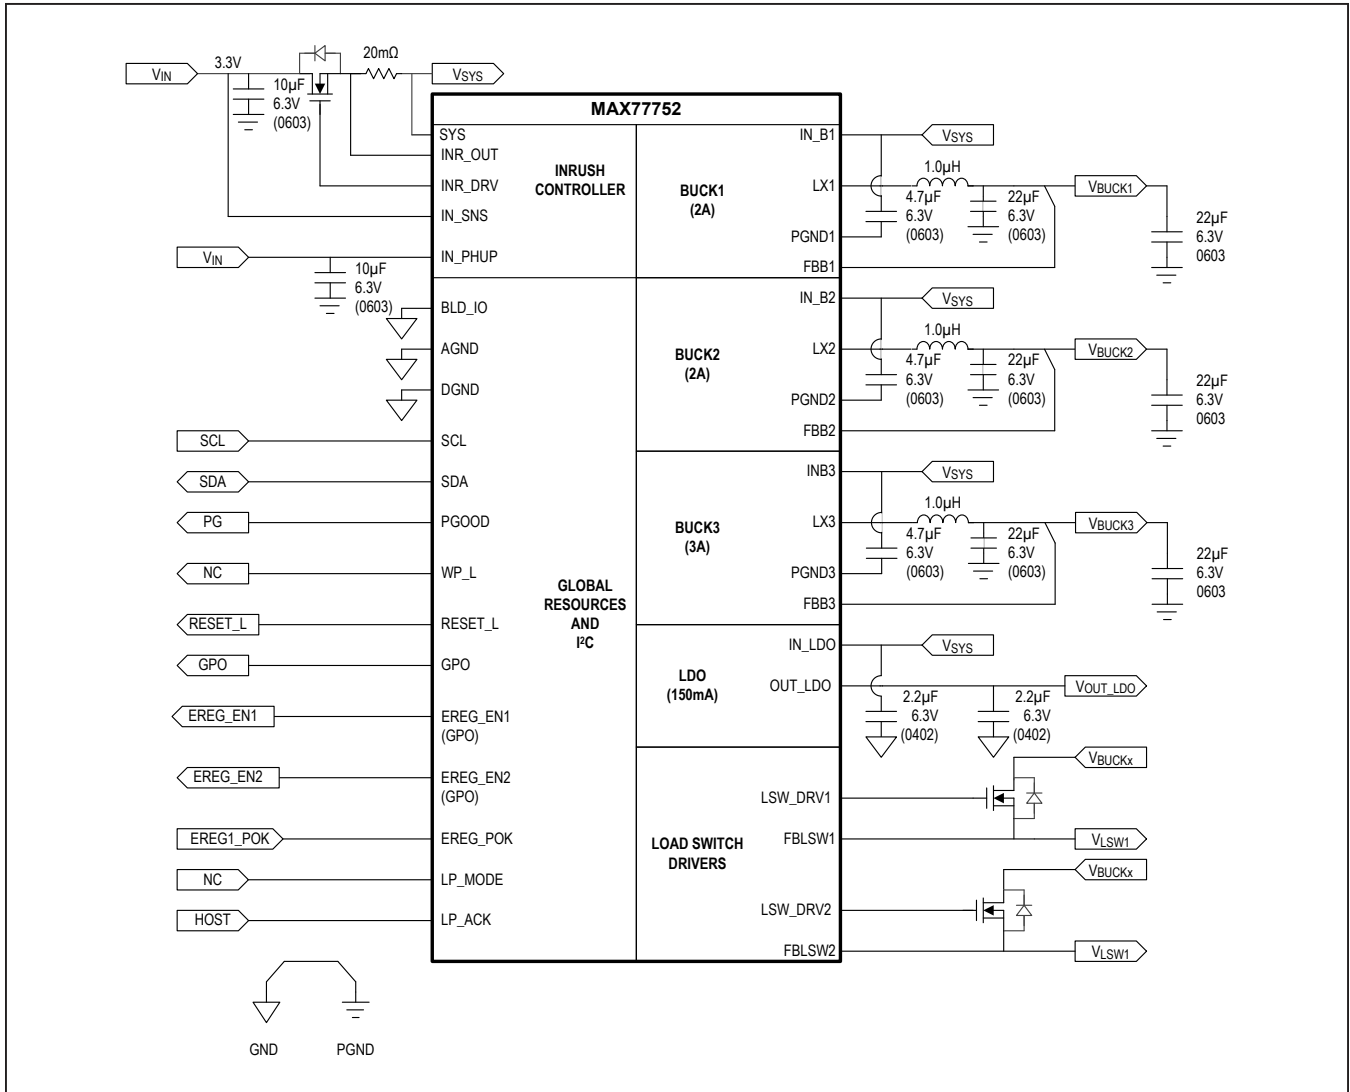 3.3V
20mΩ
VIN
VSYS
10µF
6.3V
(0603)
MAX77752
SYS
INR_OUT
INR_DRV
IN_SNS
IN_PHUP
INRUSH
CONTROLLER
VIN
10µF
6.3V
(0603)
BLD_IO
AGND
DGND
SCL
SCL
SDA
SDA
PG
PGOOD
NC
WP_L
RESET_L
RESET_L
GPO
GPO
EREG_EN1
EREG_EN1
(GPO)
EREG_EN2
EREG_EN2
(GPO)
EREG1_POK
EREG_POK
NC
LP_MODE
HOST
LP_ACK
GLOBAL
RESOURCES
AND
I²C
BUCK1
(2A)
IN_B1
LX1
PGND1
FBB1
VSYS
1.0µH
4.7µF
6.3V
(0603)
22µF
6.3V
(0603)
VBUCK1
22µF
6.3V
0603
BUCK2
(2A)
IN_B2
LX2
PGND2
FBB2
VSYS
1.0µH
4.7µF
6.3V
(0603)
22µF
6.3V
(0603)
VBUCK2
22µF
6.3V
0603
BUCK3
(3A)
INB3
LX3
PGND3
FBB3
VSYS
1.0µH
4.7µF
6.3V
(0603)
22µF
6.3V
(0603)
VBUCK3
22µF
6.3V
0603
LDO
(150mA)
IN_LDO
OUT_LDO
VSYS
VOUT_LDO
2.2µF
6.3V
(0402)
2.2µF
6.3V
(0402)
LOAD SWITCH
DRIVERS
LSW_DRV1
FBLSW1
VBUCKx
VLSW1
LSW_DRV2
FBLSW2
VBUCKx
VLSW1
GND
PGND